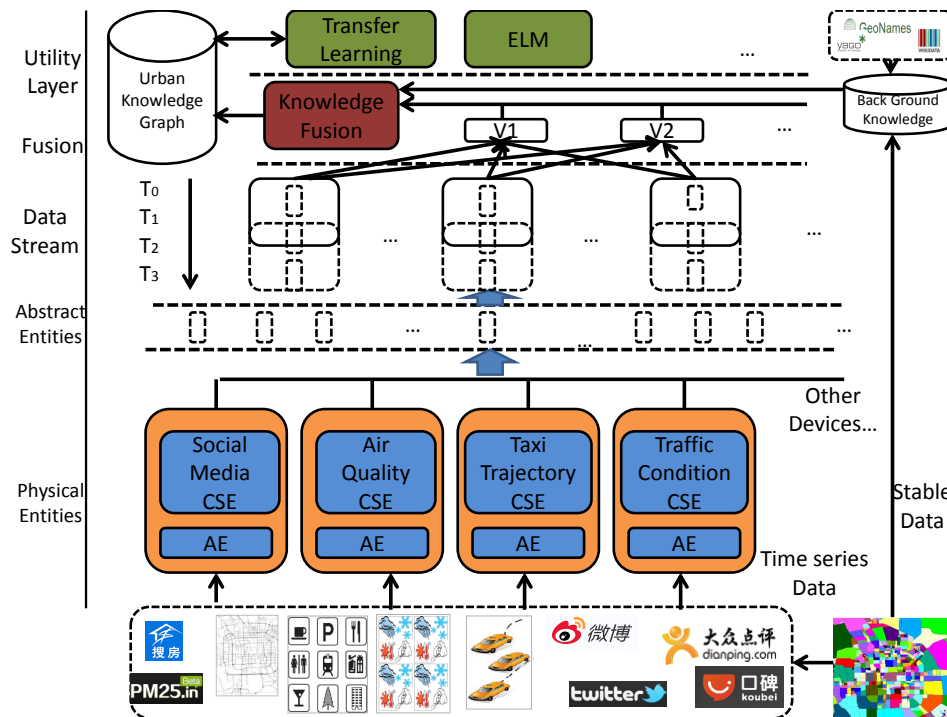 Transfer
Learning
ELM
...
GeoNames
yago
WIKIDATA
Utility
Layer
Urban
Knowledge
Graph
Knowledge
Fusion
Back Ground
Knowledge
Fusion
V1
V2
...
T0
T1
T2
T3
Data
Stream
...
...
...
Abstract
Entities
...
...
...
...
Other
Devices...
Physical
Entities
Social
Media
CSE
Air
Quality
CSE
Taxi
Trajectory
CSE
Traffic
Condition
CSE
AE
AE
AE
AE
Stable
Data
Time series
Data
搜房
PM25.in
Beta
P
微博
twitter
大众点评
dianping.com
口碑
koubei